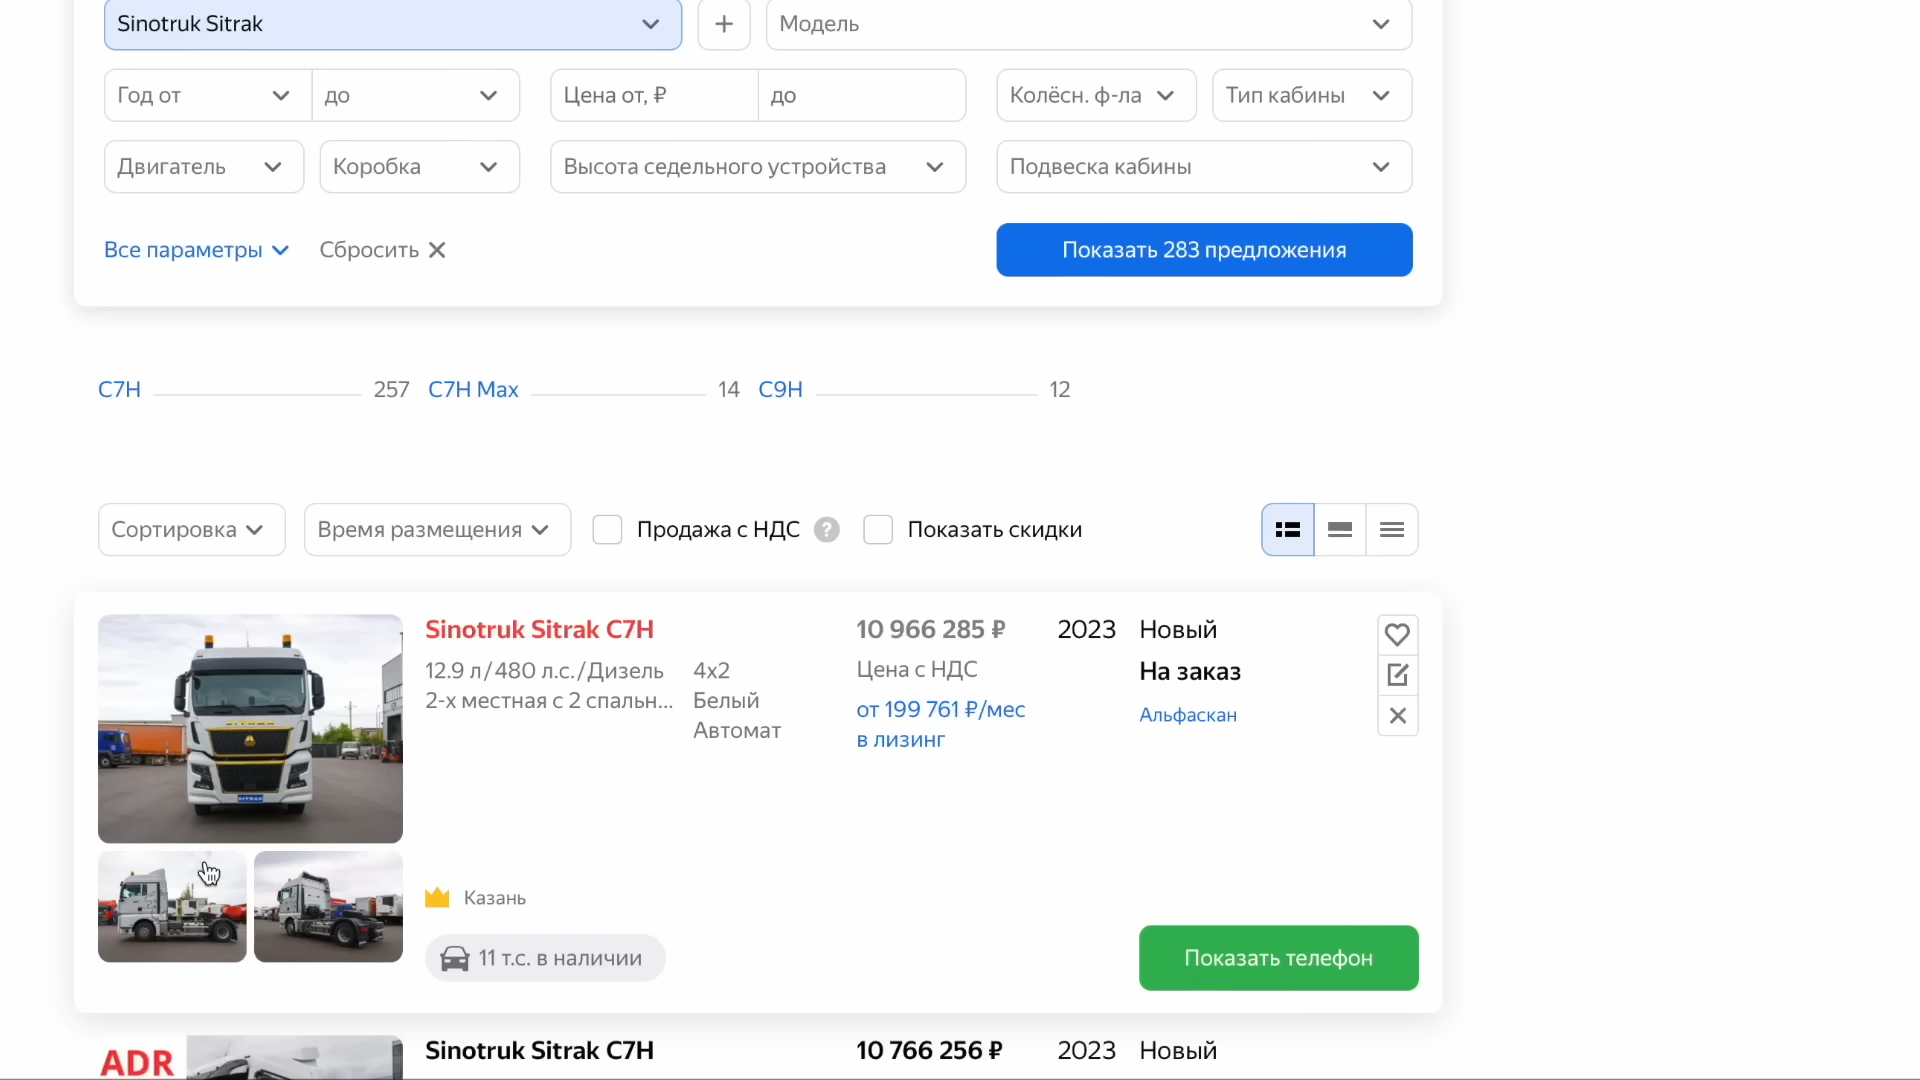 Sinotruk Sitrak
Модель
Год от
до
Цена от, ₽
до
Колёсн. ф-ла
Тип кабины
Двигатель
Коробка
Высота седельного устройства
Подвеска кабины
Все параметры
Сбросить
Показать 283 предложения
C7H 257
C7H Max 14
C9H 12
Сортировка
Время размещения
Продажа с НДС
?
Показать скидки
Sinotruk Sitrak C7H
10 966 285 ₽
2023
Новый
12.9 л/480 л.с./Дизель
4x2
Цена с НДС
На заказ
2-х местная с 2 спальн...
Белый
от 199 761 ₽/мес
Альфаскан
Автомат
в лизинг
SITRAK
Казань
11 т.с. в наличии
Показать телефон
ADR
Sinotruk Sitrak C7H
10 766 256 ₽
2023
Новый